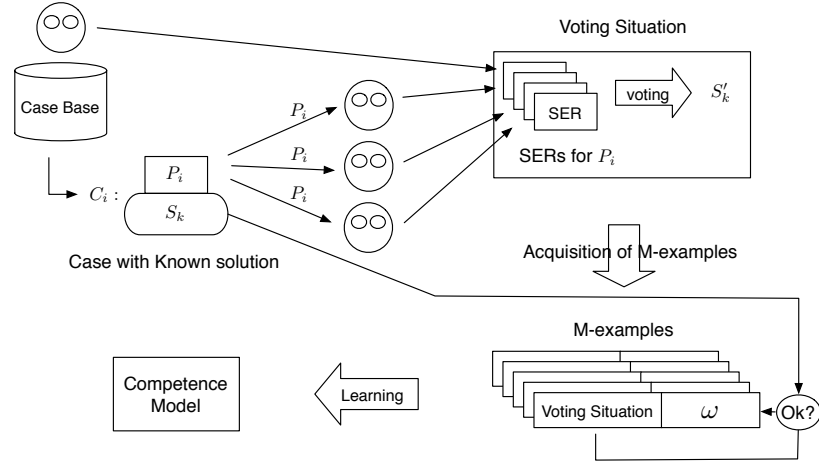 Voting Situation
Case Base
SER
voting
S'_k
SERs for P_i
P_i
P_i
P_i
C_i :
P_i
S_k
Case with Known solution
Acquisition of M-examples
M-examples
Competence
Model
Learning
Voting Situation
ω
Ok?